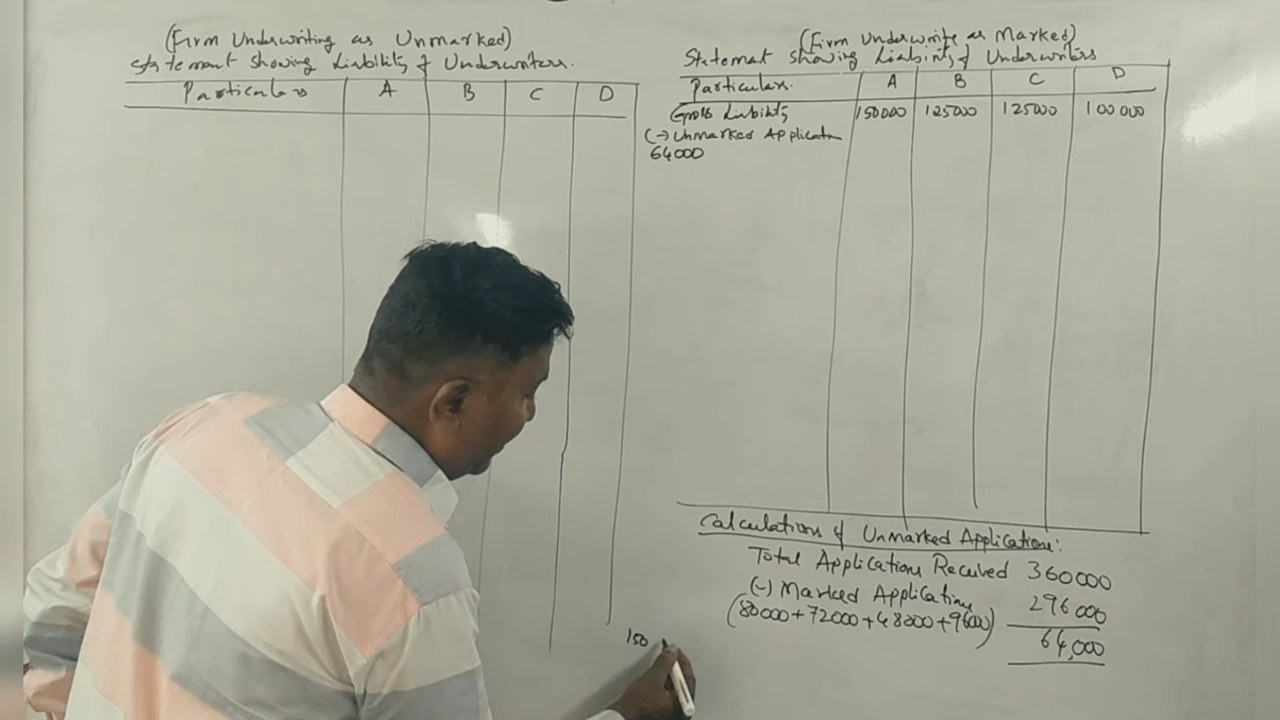 (Firm Underwriting as Unmarked)
Statement Showing Liability of Underwriters.
Particulars A B C D
(Firm Underwrite as Marked)
Statement Showing Liability of Underwriters
Particulars. A B C D
Gross Liability 150000 125000 125000 100 000
(-) Unmarked Application
64000
Calculations of Unmarked Applications:
Total Applications Received 360000
(-) Marked Applications 296000
(80000+72000+48000+96000)
64,000
150